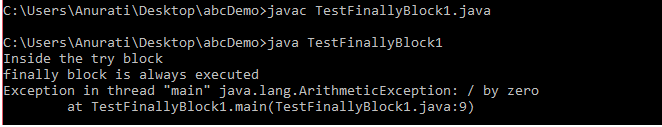 C:\Users\Anurati\Desktop\abcDemo>javac TestFinallyBlock1.java
C:\Users\Anurati\Desktop\abcDemo>java TestFinallyBlock1
Inside the try block
finally block is always executed
Exception in thread "main" java.lang.ArithmeticException: / by zero
        at TestFinallyBlock1.main(TestFinallyBlock1.java:9)